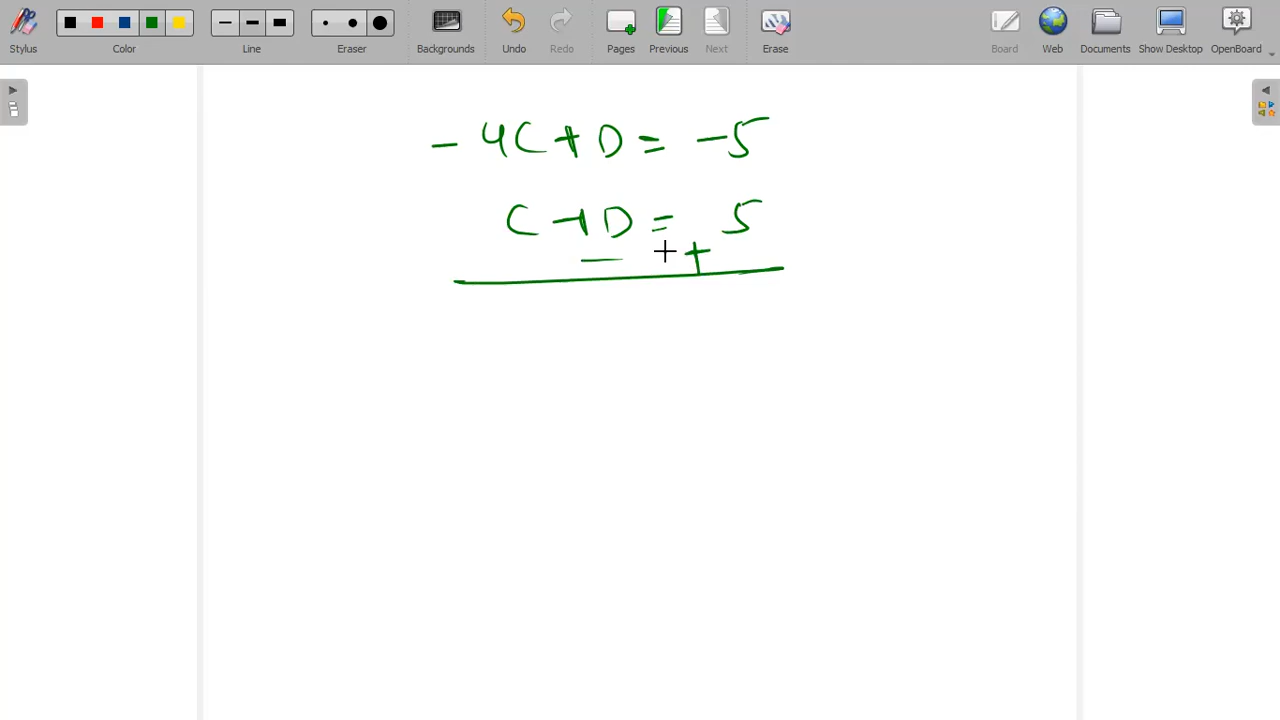 Stylus Color Line Eraser Backgrounds Undo Redo Pages Previous Next Erase Board Web Documents Show Desktop OpenBoard
- 4C + D = -5
C + D = 5
— +